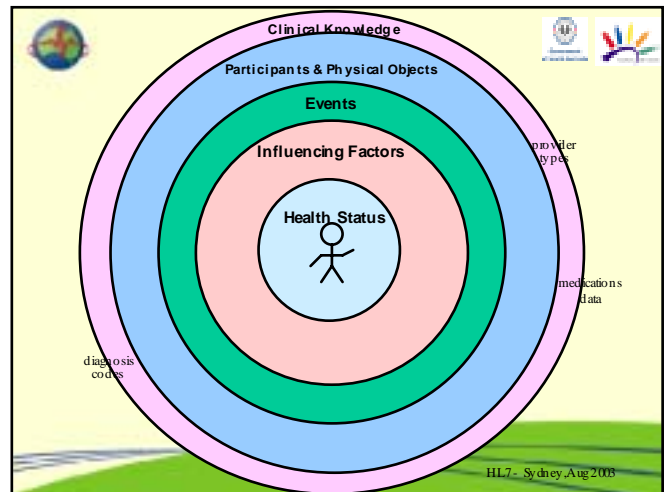 Clinical Knowledge
Participants & Physical Objects
Events
Influencing Factors
Health Status
provider
types
medications
data
diagnosis
codes
HL7 - Sydney, Aug 2003